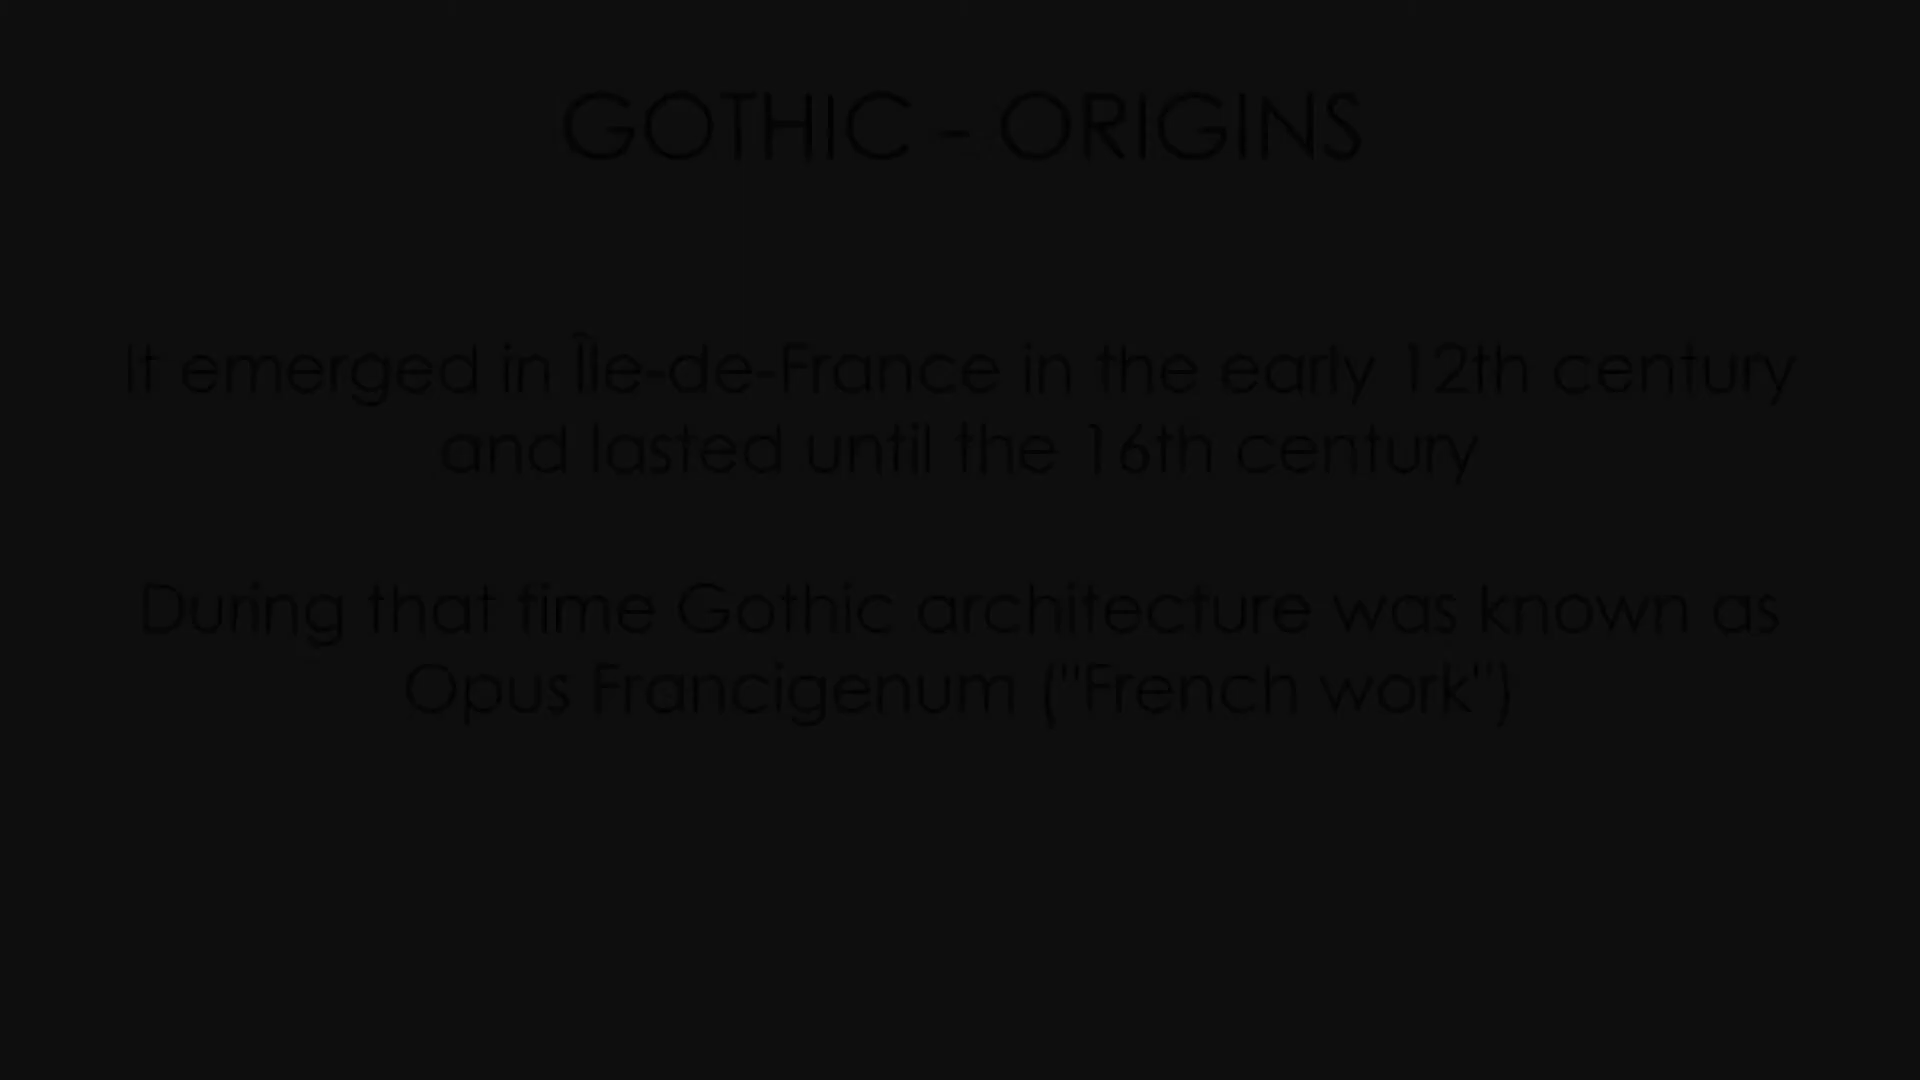 GOTHIC - ORIGINS
It emerged in Île-de-France in the early 12th century
and lasted until the 16th century
During that time Gothic architecture was known as
Opus Francigenum ("French work")